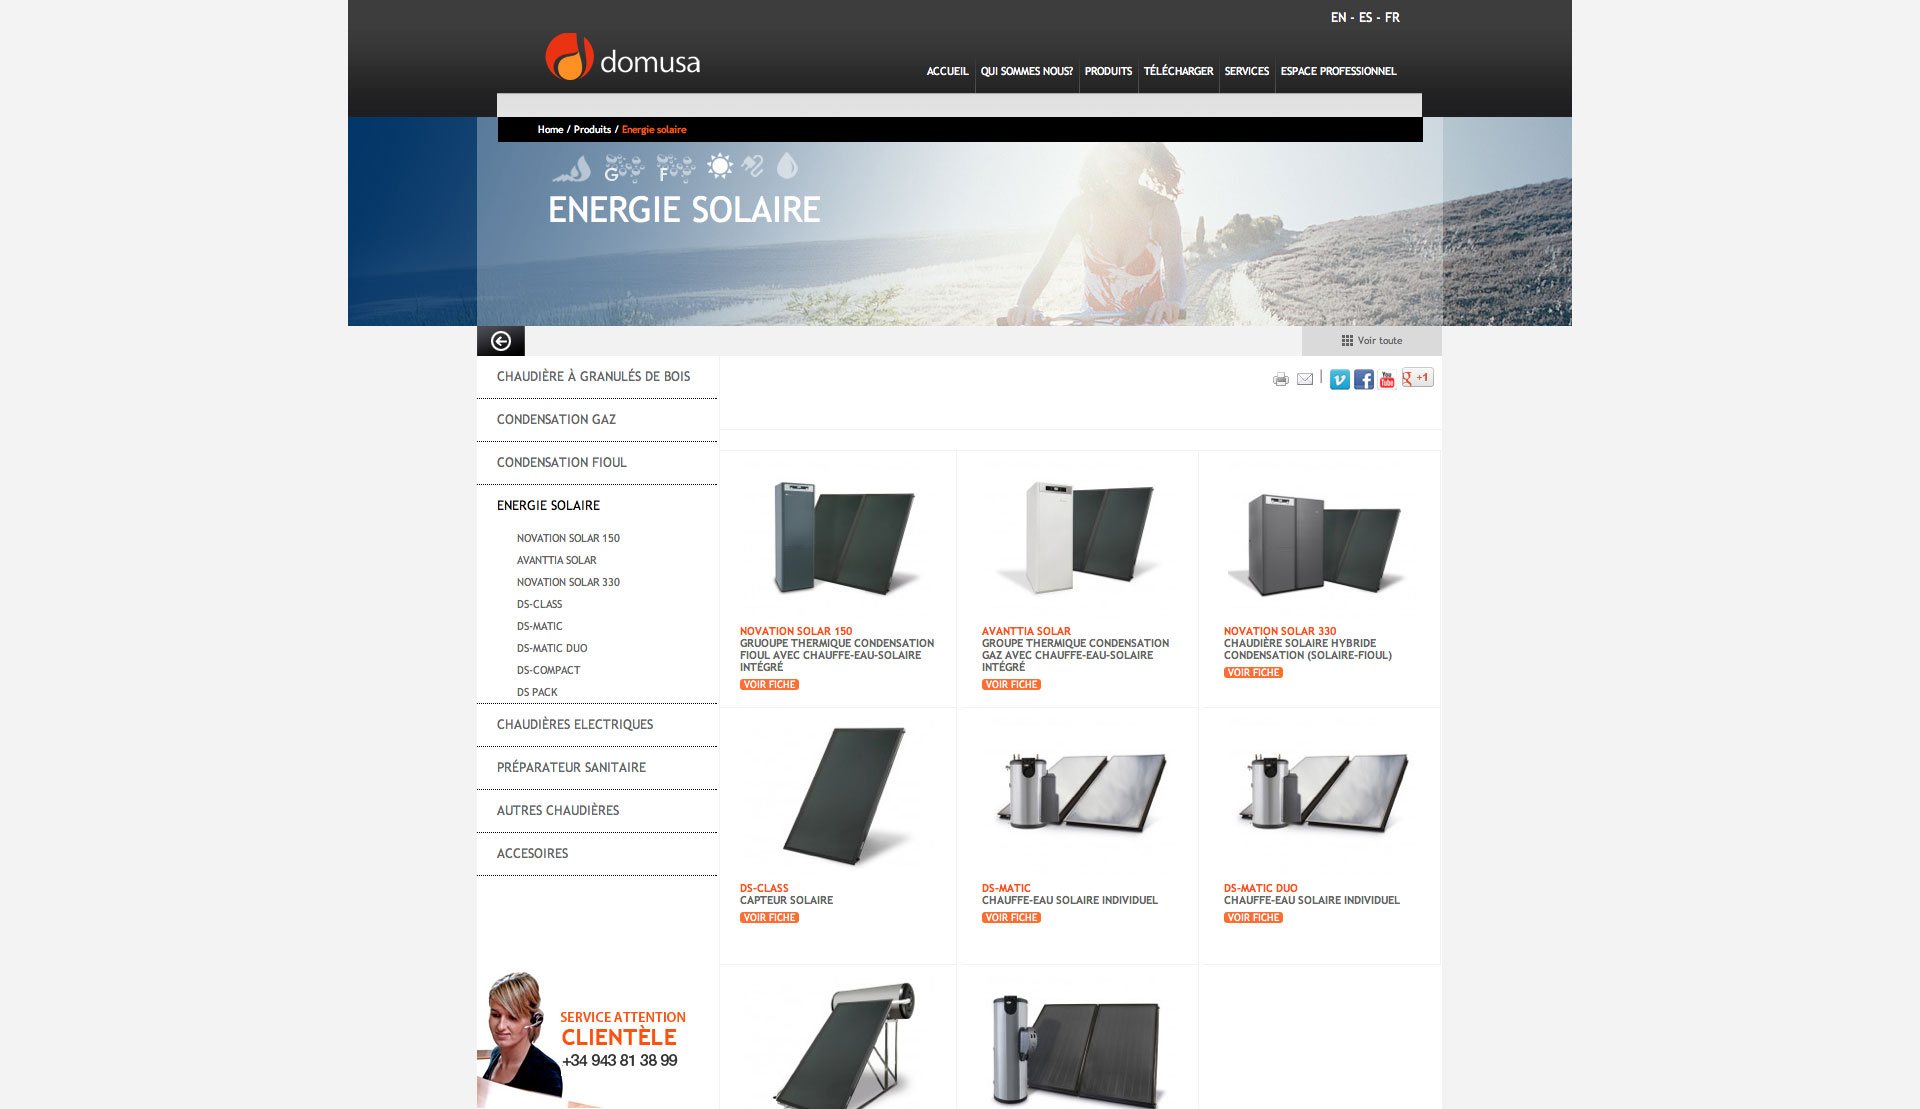 EN - ES - FR
domusa
ACCUEIL QUI SOMMES NOUS? PRODUITS TÉLÉCHARGER SERVICES ESPACE PROFESSIONNEL
Home / Produits / Energie solaire
G F
ENERGIE SOLAIRE
Voir toute
CHAUDIÈRE À GRANULÉS DE BOIS
CONDENSATION GAZ
CONDENSATION FIOUL
ENERGIE SOLAIRE
NOVATION SOLAR 150
AVANTTIA SOLAR
NOVATION SOLAR 330
DS-CLASS
DS-MATIC
DS-MATIC DUO
DS-COMPACT
DS PACK
CHAUDIÈRES ELECTRIQUES
PRÉPARATEUR SANITAIRE
AUTRES CHAUDIÈRES
ACCESOIRES
SERVICE ATTENTION
CLIENTÈLE
+34 943 81 38 99
You
Tube
g +1
NOVATION SOLAR 150
GRUOUPE THERMIQUE CONDENSATION
FIOUL AVEC CHAUFFE-EAU-SOLAIRE
INTÉGRÉ
VOIR FICHE
AVANTTIA SOLAR
GROUPE THERMIQUE CONDENSATION
GAZ AVEC CHAUFFE-EAU-SOLAIRE
INTÉGRÉ
VOIR FICHE
NOVATION SOLAR 330
CHAUDIÈRE SOLAIRE HYBRIDE
CONDENSATION (SOLAIRE-FIOUL)
VOIR FICHE
DS-CLASS
CAPTEUR SOLAIRE
VOIR FICHE
DS-MATIC
CHAUFFE-EAU SOLAIRE INDIVIDUEL
VOIR FICHE
DS-MATIC DUO
CHAUFFE-EAU SOLAIRE INDIVIDUEL
VOIR FICHE